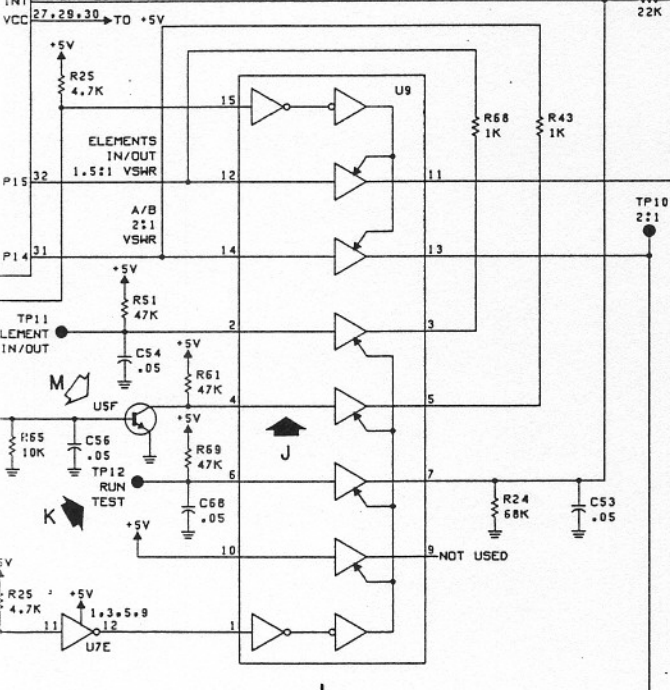 INT
VCC 27,29,30 TO +5V
22K
+5V
R25
4.7K
U9
15
R68
1K
R43
1K
ELEMENTS
IN/OUT
1.5:1 VSWR
P15 32
12
11
A/B
2:1
VSWR
TP10
2:1
P14 31
14
13
+5V
R51
47K
TP11
LEMENT
IN/OUT
2
3
C54
.05
+5V
R61
47K
M
U5F
4
5
+5V
J
R65
10K
C56
.05
R69
47K
TP12
RUN
TEST
6
7
C68
.05
R24
68K
C53
.05
K
+5V
10
9 NOT USED
5V
R25
4.7K
+5V
1,3,5,9
11
12
1
U7E